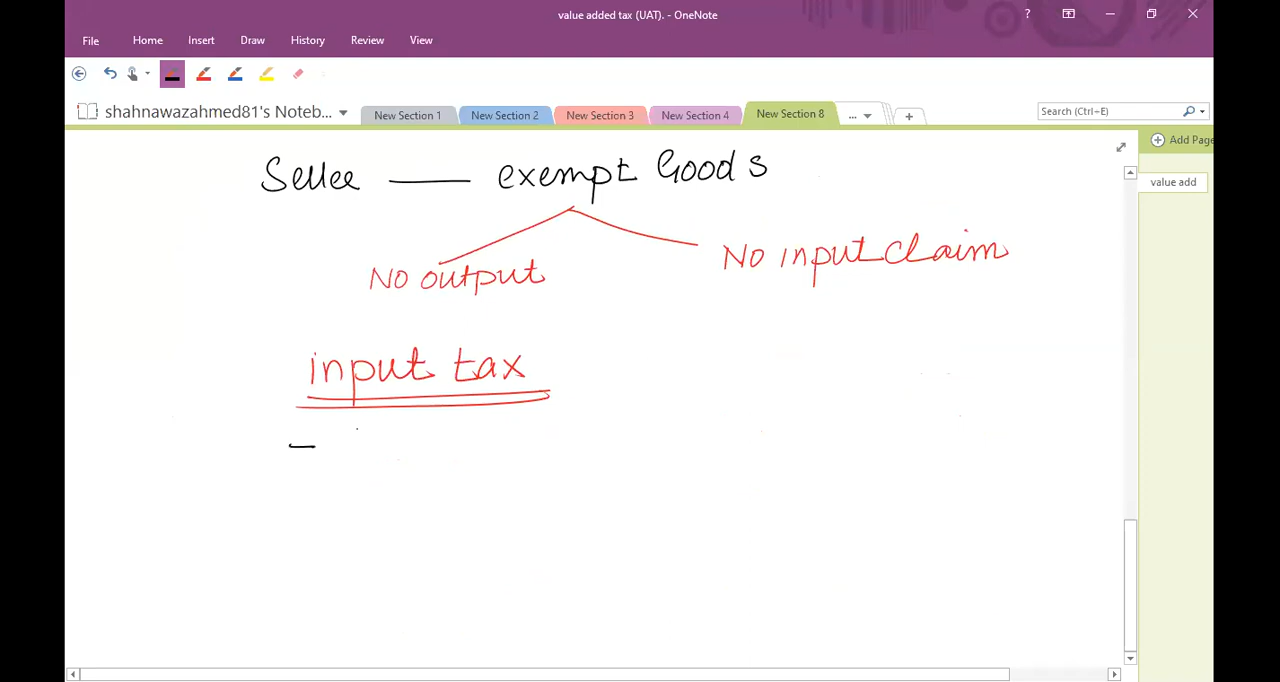 value added tax (UAT). - OneNote
?
File Home Insert Draw History Review View
shahnawazahmed81's Noteb... New Section 1 New Section 2 New Section 3 New Section 4 New Section 8 ... + Search (Ctrl+E)
+ Add Page
value add
Seller — exempt Goods
No output No input claim
input tax
—